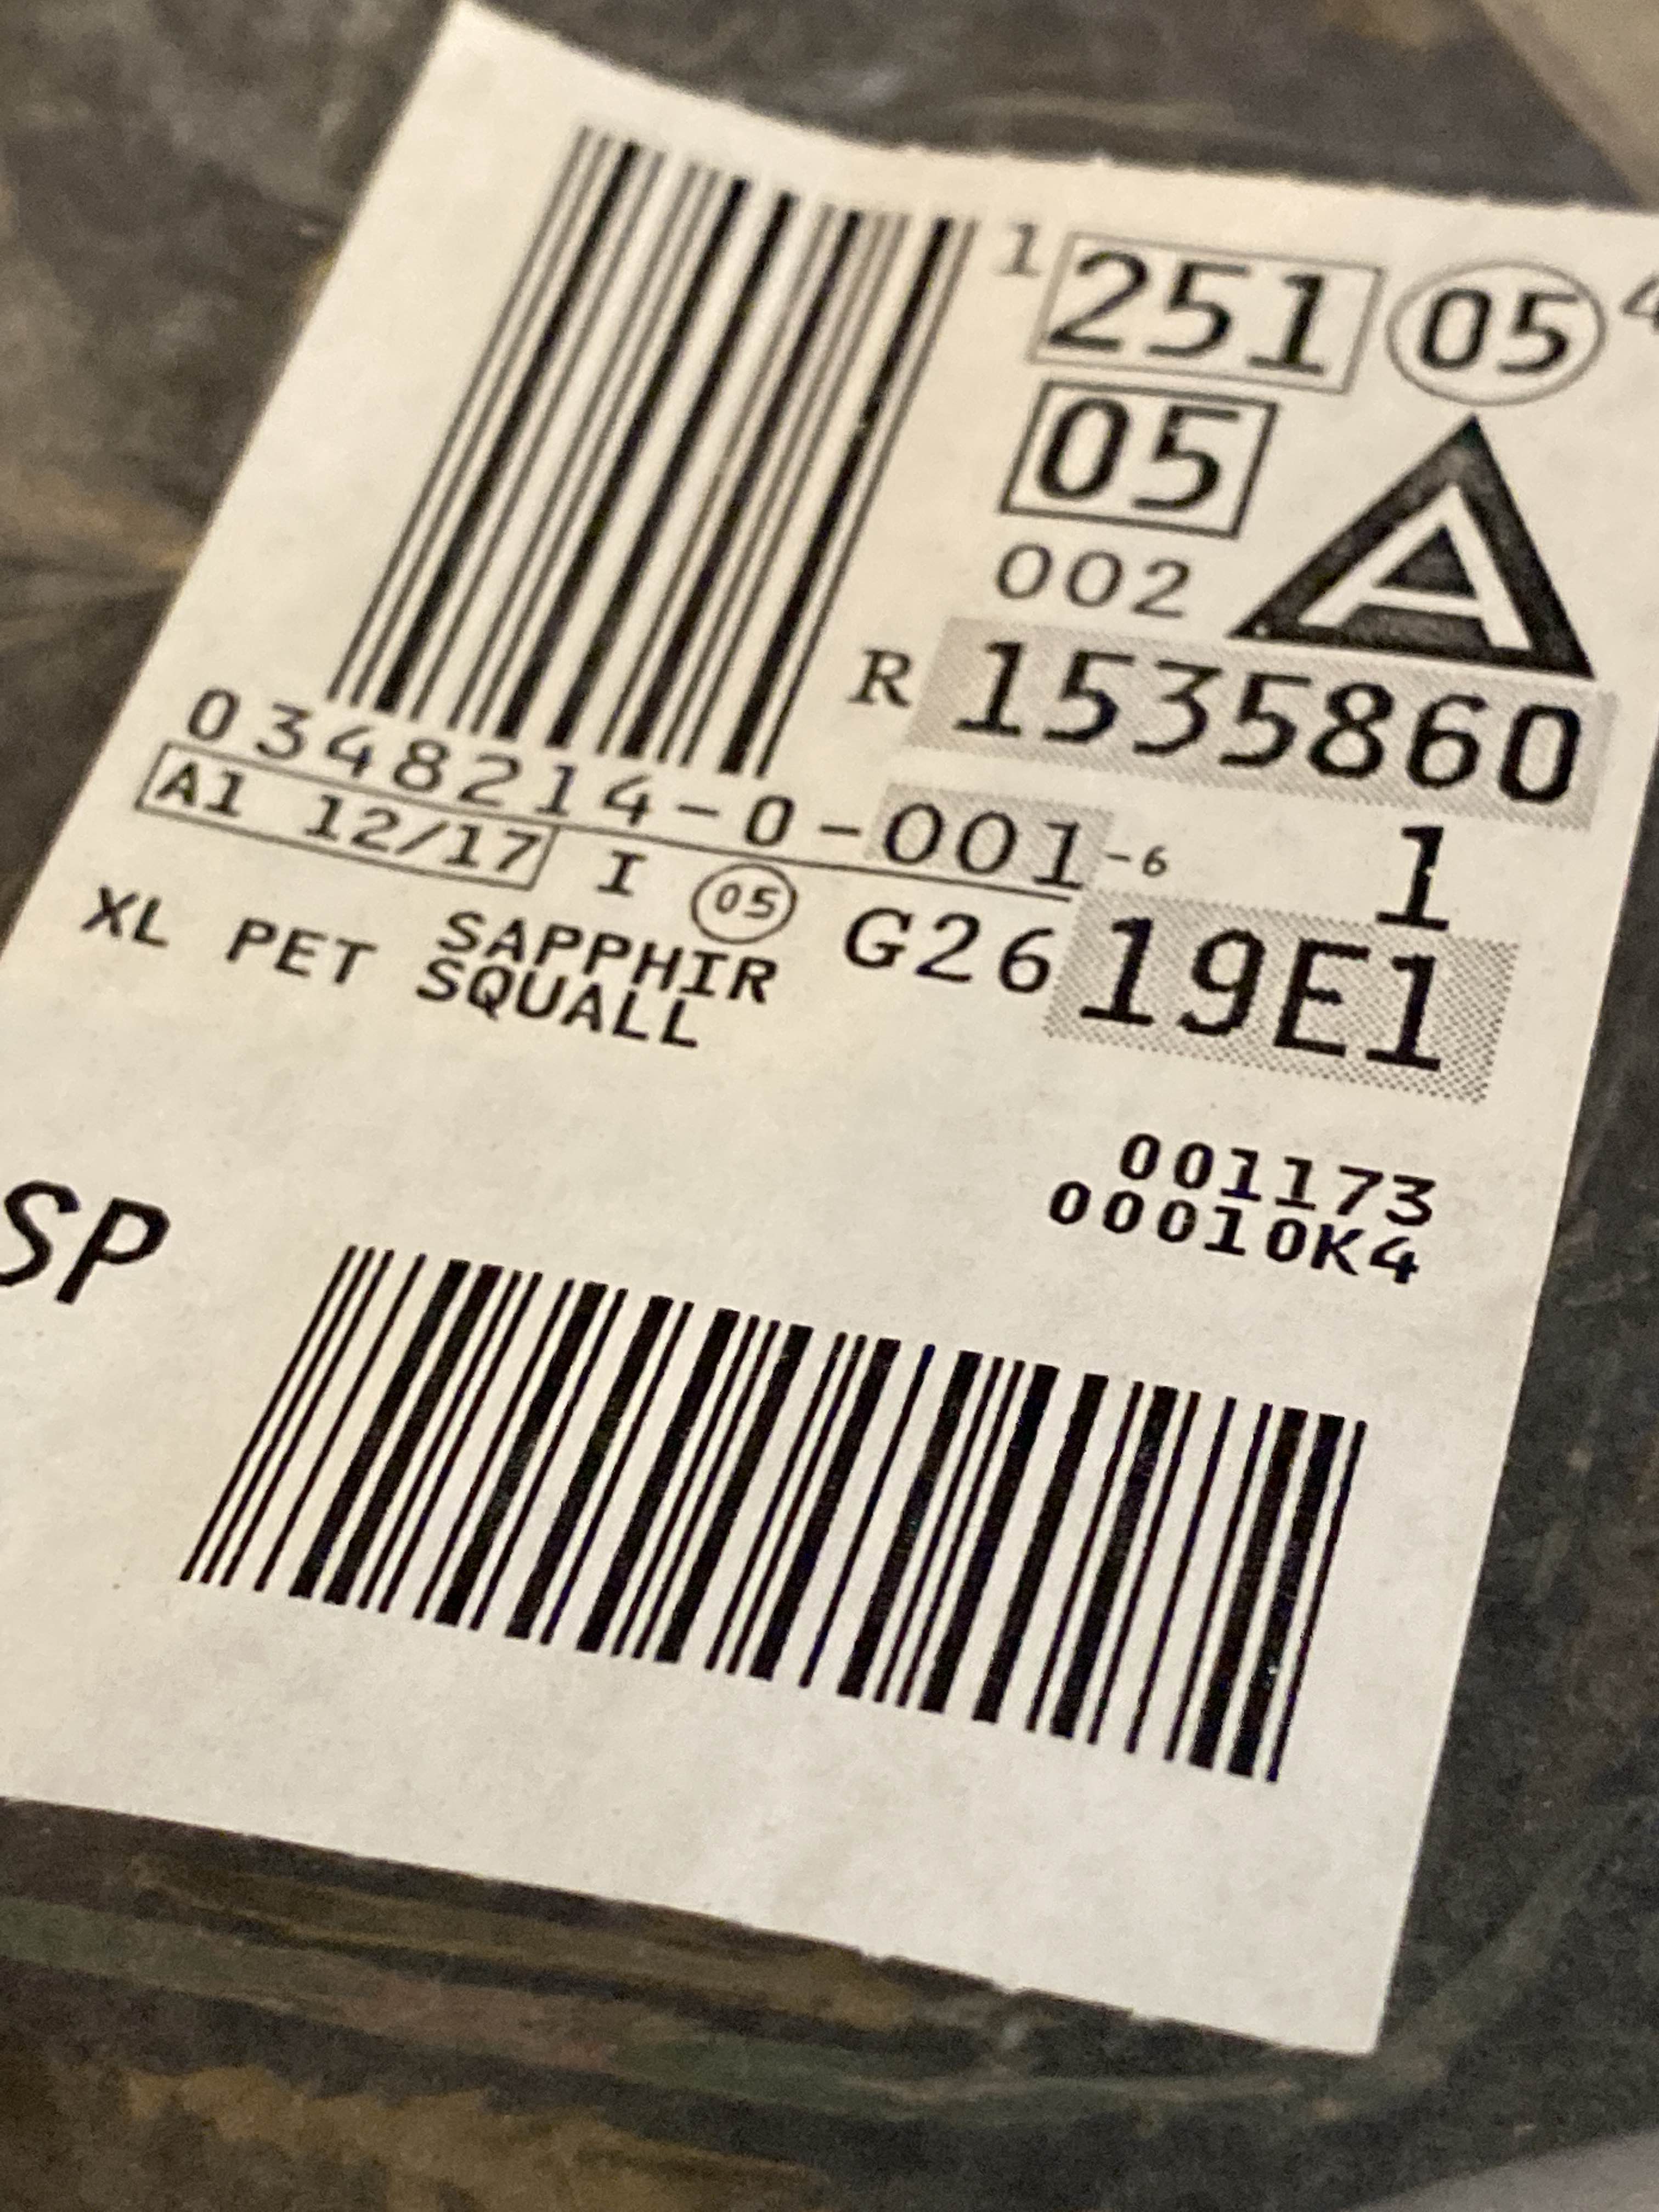 1 251 05 4
05 A
002
R 1535860
0348214-0-001-6 1
A1 12/17 I 05 G26 19E1
XL PET SAPPHIR
SQUALL
001173
00010K4
SP